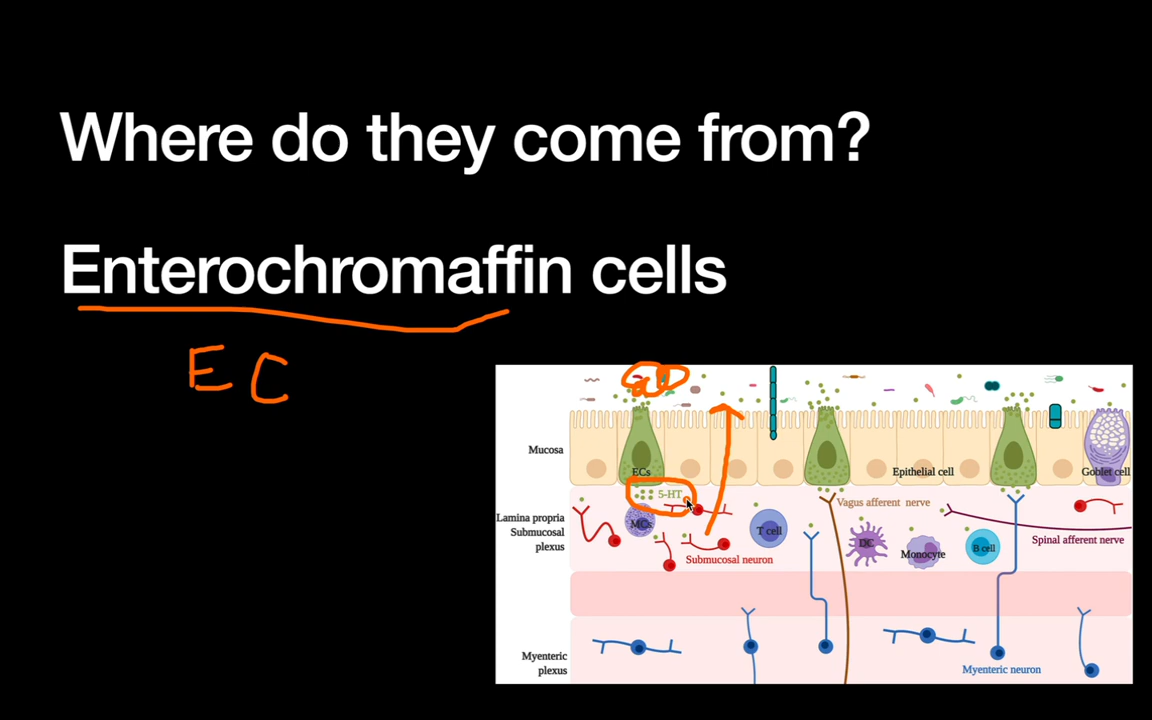 Where do they come from?
Enterochromaffin cells
E C
Mucosa
ECs
Epithelial cell
Goblet cell
5-HT
Vagus afferent nerve
Lamina propria
Submucosal
plexus
MCs
T cell
DC
Monocyte
B cell
Spinal afferent nerve
Submucosal neuron
Myenteric
plexus
Myenteric neuron